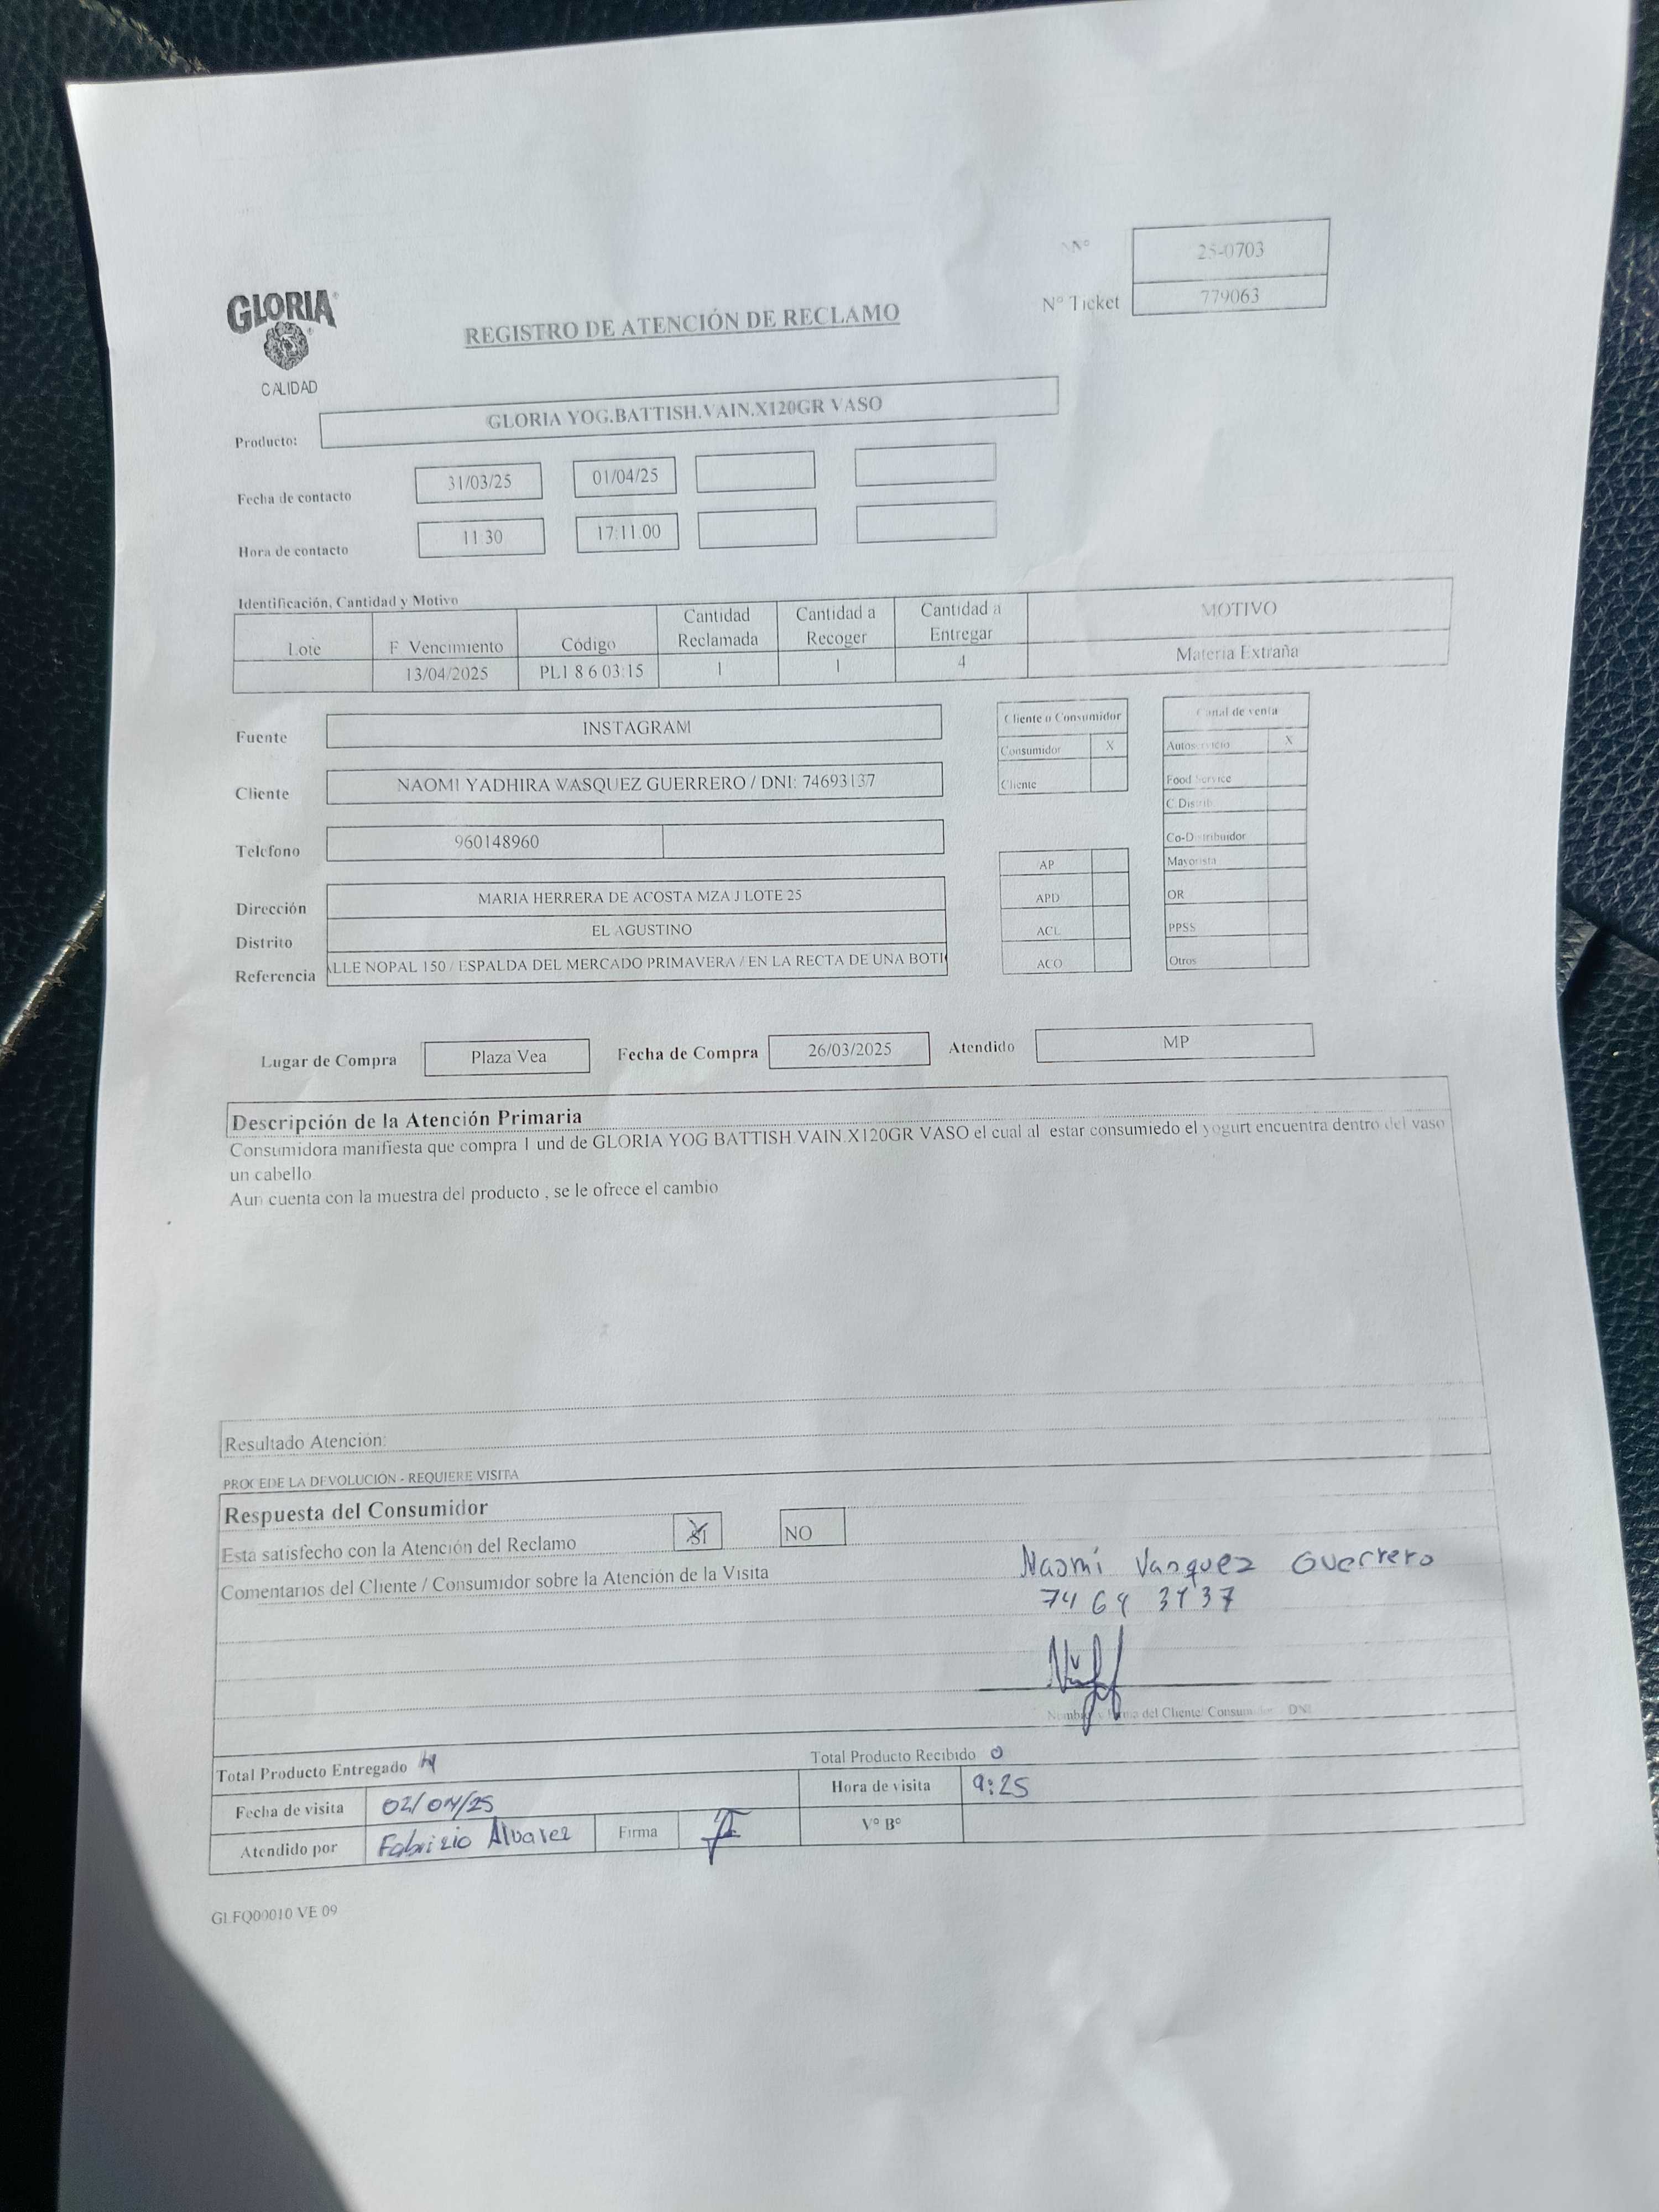 Nº 25-0703
Nº Ticket 779063
GLORIA
CALIDAD
REGISTRO DE ATENCIÓN DE RECLAMO
Producto: GLORIA YOG.BATTISH.VAIN.X120GR VASO
Fecha de contacto 31/03/25 01/04/25
Hora de contacto 11:30 17:11:00
Identificación, Cantidad y Motivo
Lote F. Vencimiento Código Cantidad Reclamada Cantidad a Recoger Cantidad a Entregar MOTIVO
13/04/2025 PL1 8 6 03:15 1 1 4 Materia Extraña
Fuente INSTAGRAM
Cliente NAOMI YADHIRA VASQUEZ GUERRERO / DNI: 74693137
Telefono 960148960
Dirección MARIA HERRERA DE ACOSTA MZA J LOTE 25
Distrito EL AGUSTINO
Referencia ALLE NOPAL 150 / ESPALDA DEL MERCADO PRIMAVERA / EN LA RECTA DE UNA BOTI
Cliente o Consumidor
Consumidor X
Cliente
AP
APD
ACL
ACO
Canal de venta
Autoservicio X
Food Service
C.Distrib
Co-Distribuidor
Mayorista
OR
PPSS
Otros
Lugar de Compra Plaza Vea Fecha de Compra 26/03/2025 Atendido MP
Descripción de la Atención Primaria
Consumidora manifiesta que compra 1 und de GLORIA YOG.BATTISH.VAIN.X120GR VASO el cual al estar consumiedo el yogurt encuentra dentro del vaso
un cabello
Aun cuenta con la muestra del producto , se le ofrece el cambio
Resultado Atención:
PROCEDE LA DEVOLUCIÓN - REQUIERE VISITA
Respuesta del Consumidor
Esta satisfecho con la Atención del Reclamo SI NO
Comentarios del Cliente / Consumidor sobre la Atención de la Visita
Naomi Vasquez Guerrero
74693137
Nombre y Firma del Cliente/ Consumidor DNI
Total Producto Entregado 4 Total Producto Recibido 0
Fecha de visita 02/04/25 Hora de visita 9:25
Atendido por Fabrizio Alvarez Firma Vº Bº
GLFQ00010 VE 09